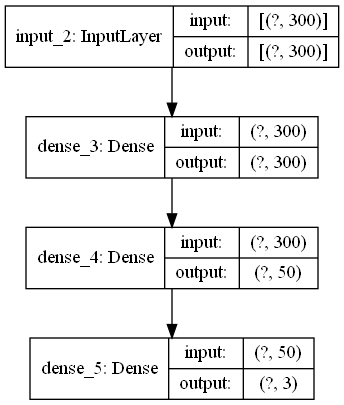 input_2: InputLayer
input: [(?, 300)]
output: [(?, 300)]
dense_3: Dense
input: (?, 300)
output: (?, 300)
dense_4: Dense
input: (?, 300)
output: (?, 50)
dense_5: Dense
input: (?, 50)
output: (?, 3)